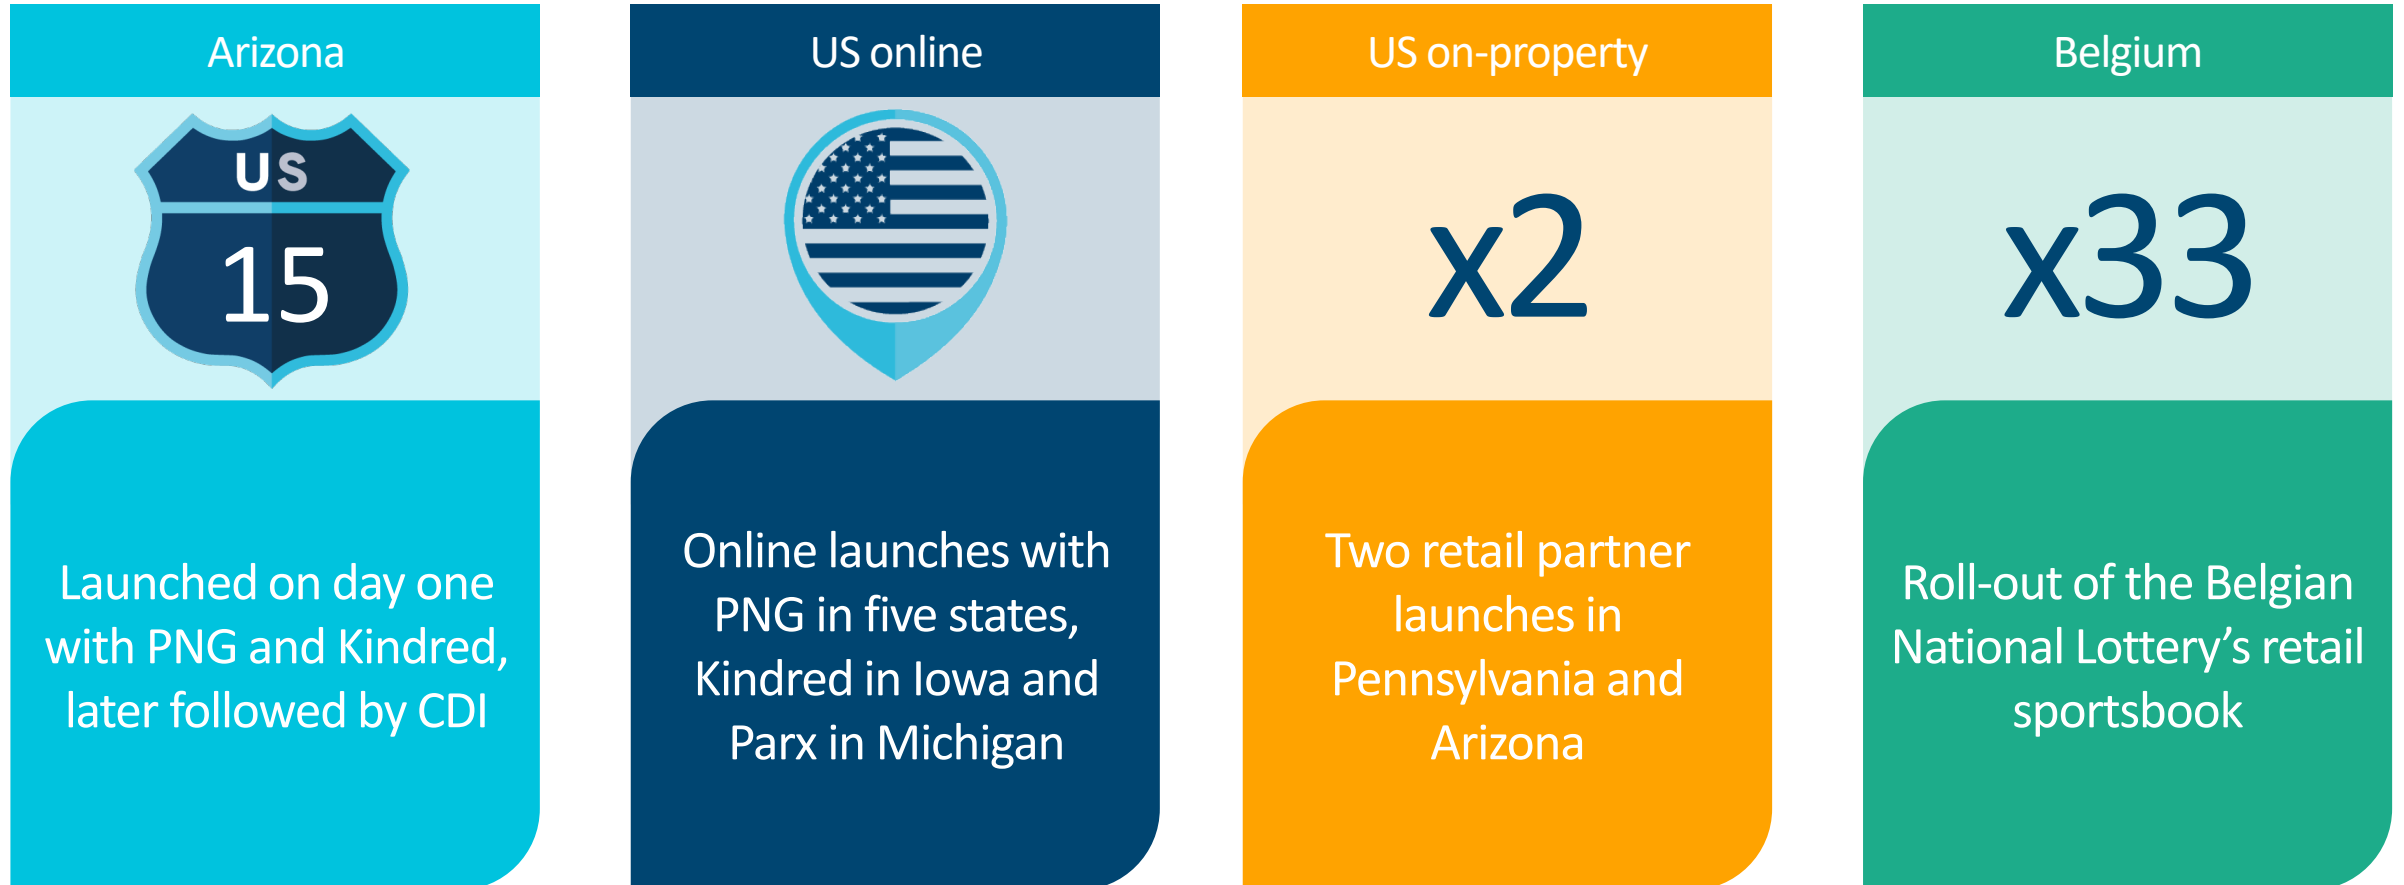 Arizona
US
15
Launched on day one
with PNG and Kindred,
later followed by CDI
US online
Online launches with
PNG in five states,
Kindred in Iowa and
Parx in Michigan
US on-property
x2
Two retail partner
launches in
Pennsylvania and
Arizona
Belgium
x33
Roll-out of the Belgian
National Lottery’s retail
sportsbook